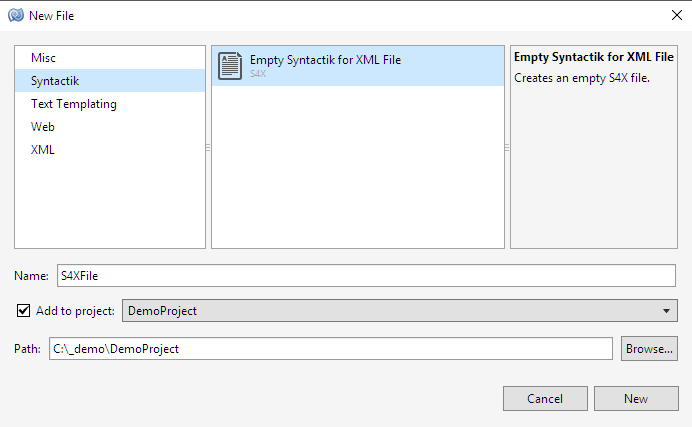 New File
Misc
Syntactik
Text Templating
Web
XML
Empty Syntactik for XML File
S4X
Empty Syntactik for XML File
Creates an empty S4X file.
Name: S4XFile
Add to project: DemoProject
Path: C:\_demo\DemoProject Browse...
Cancel New